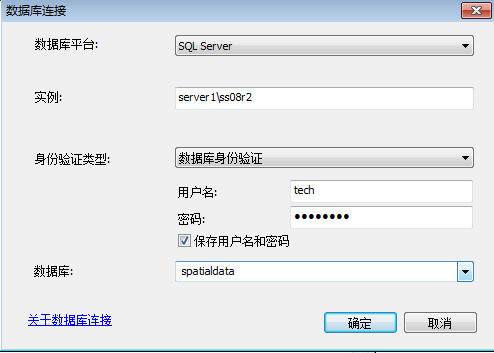 数据库连接
数据库平台: SQL Server
实例: server1\ss08r2
身份验证类型: 数据库身份验证
用户名: tech
密码: ●●●●●●●●
保存用户名和密码
数据库: spatialdata
关于数据库连接 确定 取消